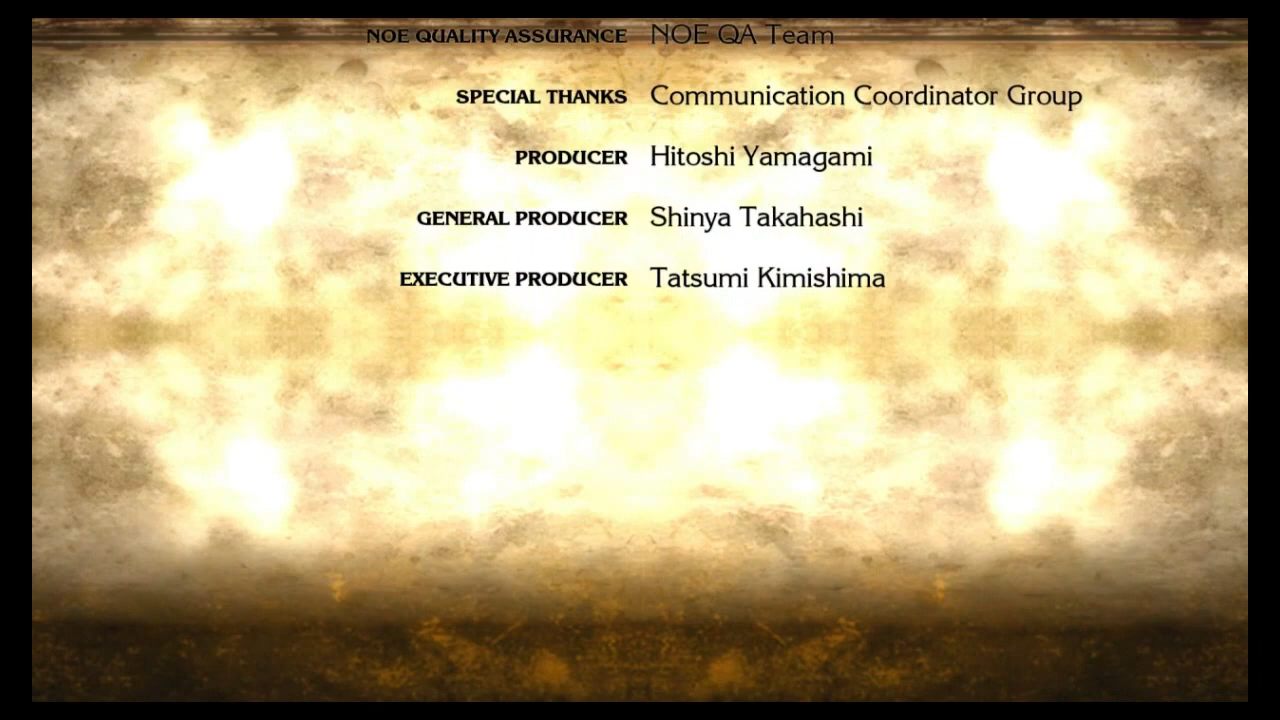 NOE QUALITY ASSURANCE NOE QA Team
SPECIAL THANKS Communication Coordinator Group
PRODUCER Hitoshi Yamagami
GENERAL PRODUCER Shinya Takahashi
EXECUTIVE PRODUCER Tatsumi Kimishima